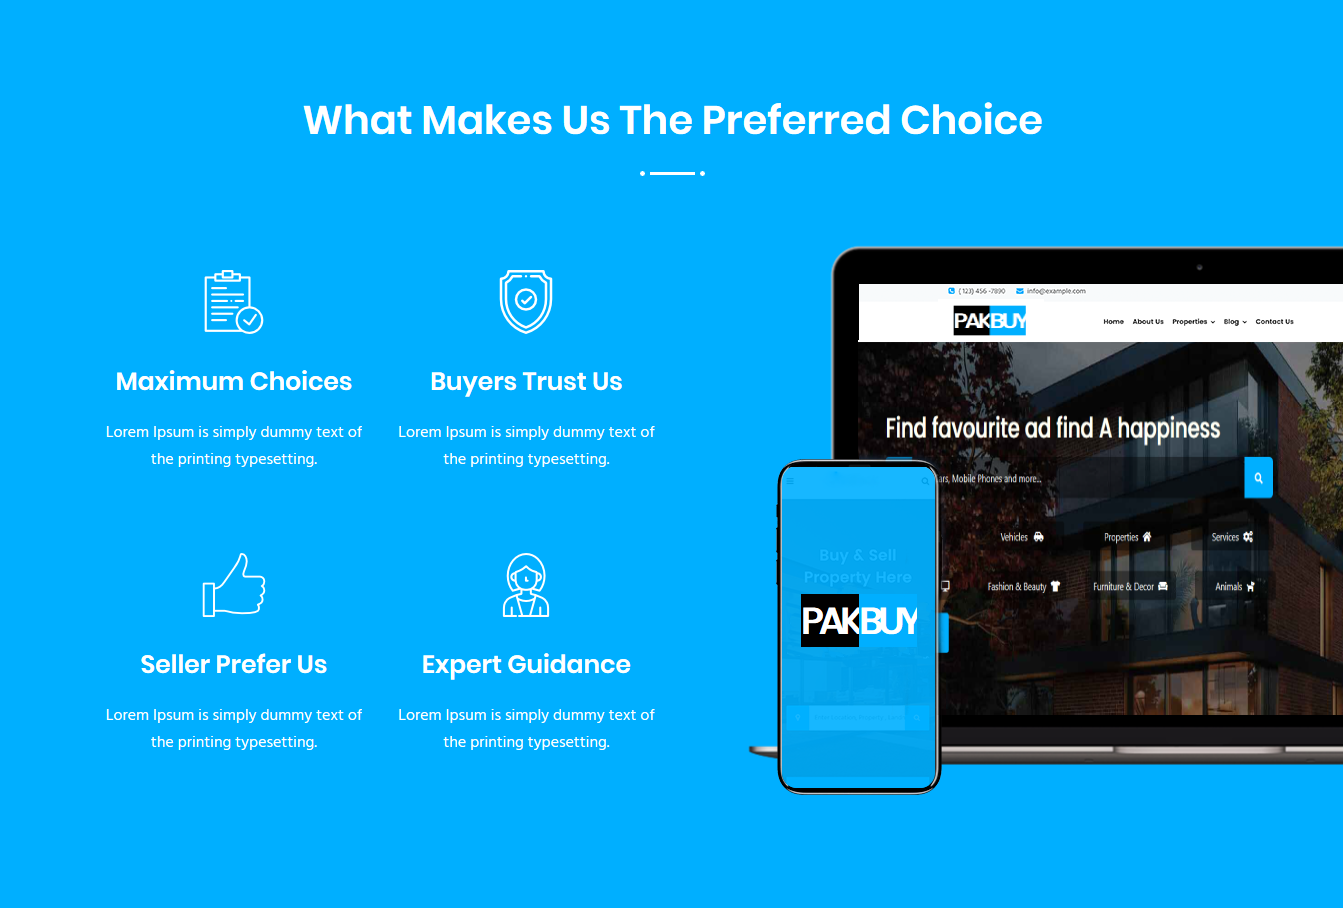 What Makes Us The Preferred Choice
Maximum Choices
Lorem Ipsum is simply dummy text of
the printing typesetting.
Buyers Trust Us
Lorem Ipsum is simply dummy text of
the printing typesetting.
Seller Prefer Us
Lorem Ipsum is simply dummy text of
the printing typesetting.
Expert Guidance
Lorem Ipsum is simply dummy text of
the printing typesetting.
( 123) 456 -7890 info@example.com
PAKBUY
Home About Us Properties Blog Contact Us
Find favourite ad find A happiness
Mobile Phones and more...
Vehicles Properties Services
Fashion & Beauty Furniture & Decor Animals
Buy & Sell
Property Here
PAKBUY